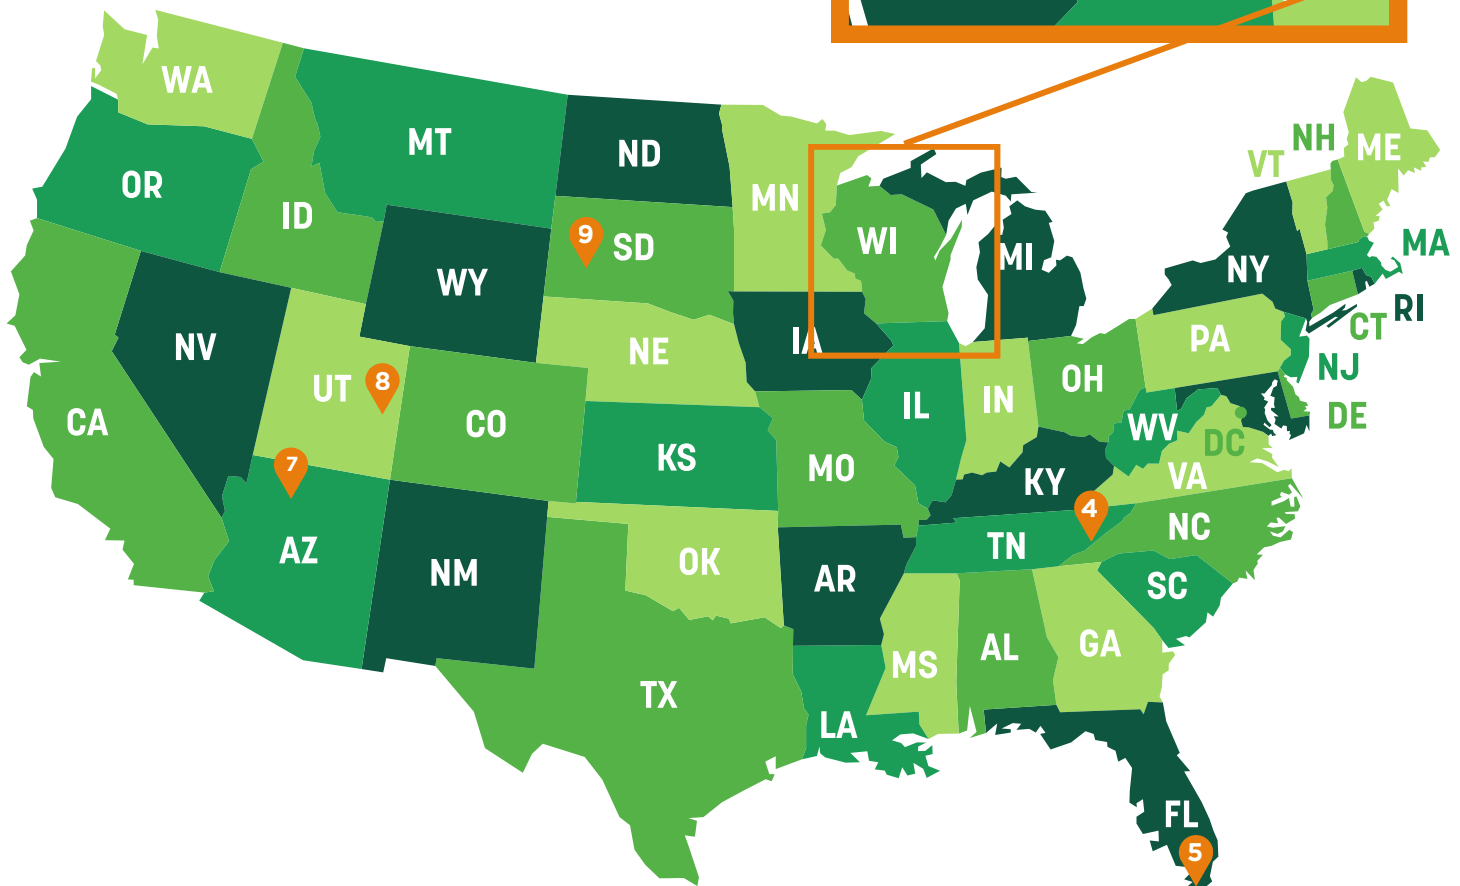 WA
MT
ND
MN
VT
NH
ME
OR
ID
WY
9
SD
WI
MI
NY
MA
RI
CT
NV
UT
8
NE
IA
PA
NJ
CA
CO
KS
MO
IL
IN
OH
WV
DC
DE
7
KY
VA
4
AZ
NM
OK
AR
TN
NC
SC
TX
LA
MS
AL
GA
FL
5